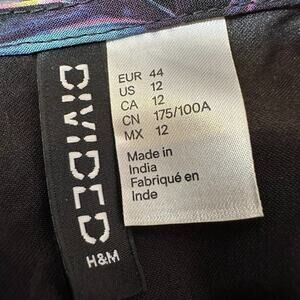 DIVIDED
H&M
EUR 44
US 12
CA 12
CN 175/100A
MX 12
Made in
India
Fabriqué en
Inde